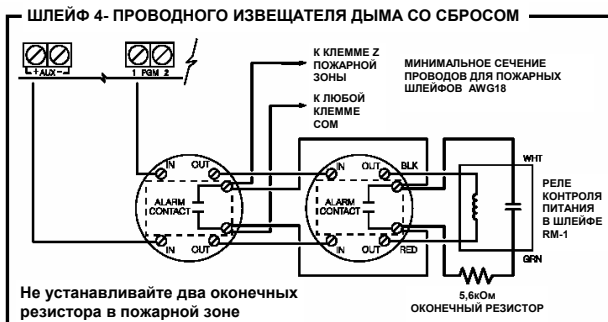 ШЛЕЙФ 4- ПРОВОДНОГО ИЗВЕЩАТЕЛЯ ДЫМА СО СБРОСОМ
+ AUX -
1 PGM 2
К КЛЕММЕ Z
ПОЖАРНОЙ
ЗОНЫ
К ЛЮБОЙ
КЛЕММЕ
COM
МИНИМАЛЬНОЕ СЕЧЕНИЕ
ПРОВОДОВ ДЛЯ ПОЖАРНЫХ
ШЛЕЙФОВ AWG18
IN OUT
ALARM
CONTACT
IN OUT
IN OUT BLK
ALARM
CONTACT
IN OUT RED
WHT
РЕЛЕ
КОНТРОЛЯ
ПИТАНИЯ
В ШЛЕЙФЕ
RM-1
GRN
5,6кОм
ОКОНЕЧНЫЙ РЕЗИСТОР
Не устанавливайте два оконечных
резистора в пожарной зоне